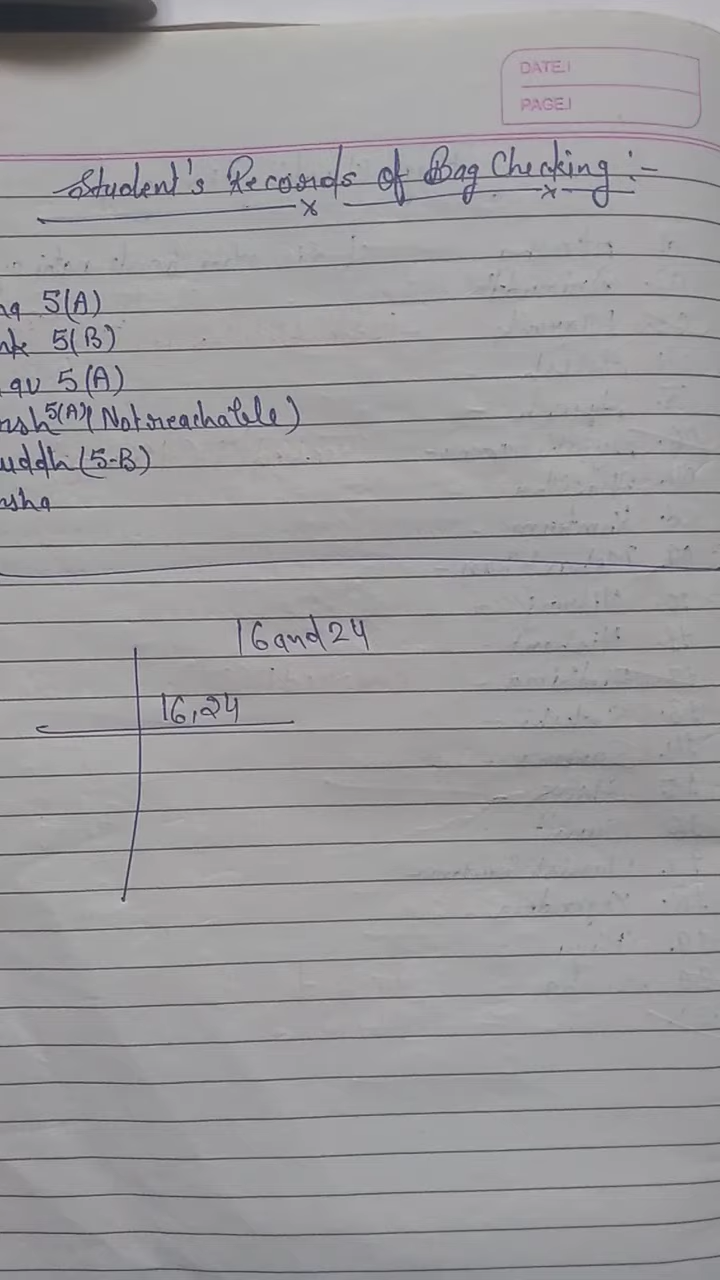 DATE
PAGE
Student's Records of Bag Checking :-
5(A)
5(B)
5(A)
5(A) (Not reachable)
(5-B)
16 and 24
16,24